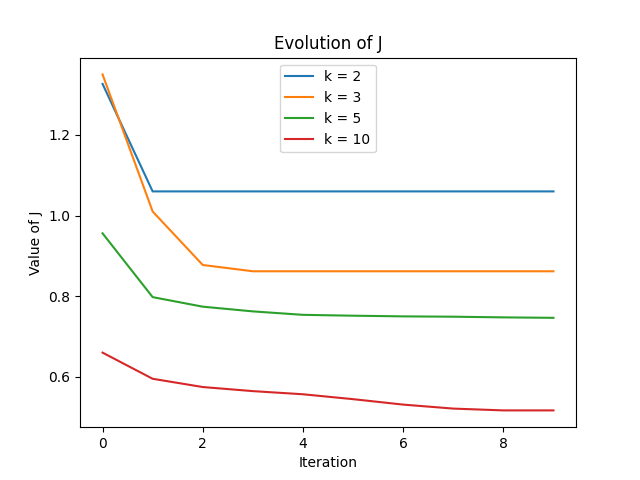 Evolution of J
k = 2
k = 3
k = 5
k = 10
Value of J
1.2
1.0
0.8
0.6
0 2 4 6 8
Iteration